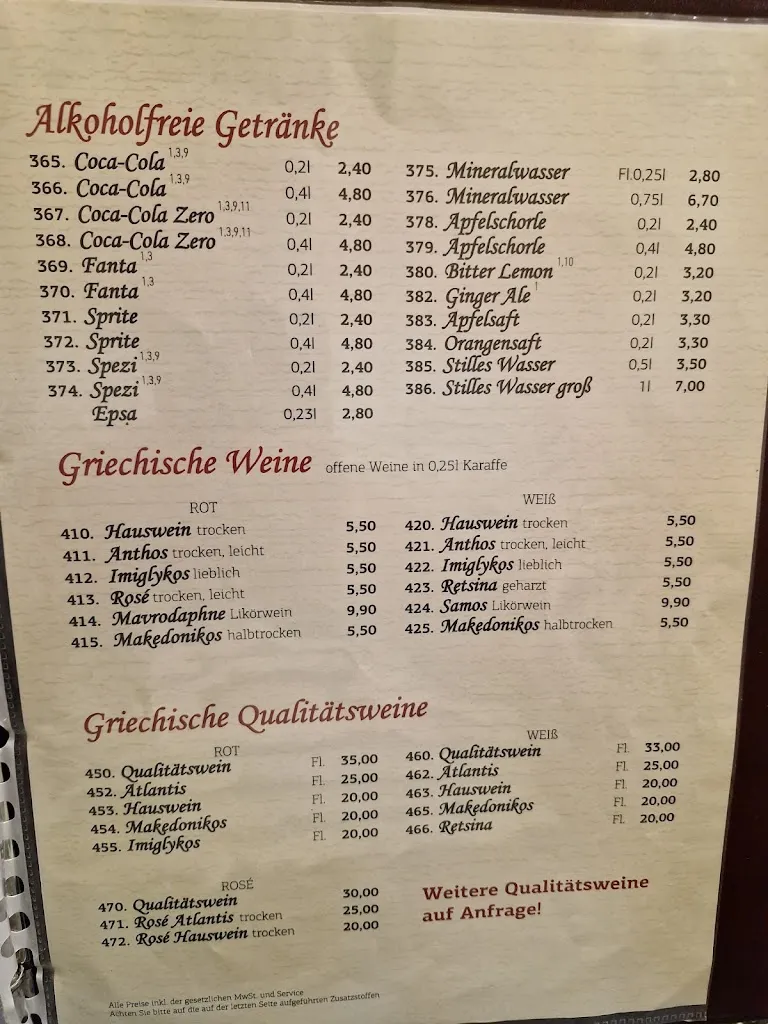 Alkoholfreie Getränke
365. Coca-Cola 1,3,9 0,2l 2,40
366. Coca-Cola 1,3,9 0,4l 4,80
367. Coca-Cola Zero 1,3,9,11 0,2l 2,40
368. Coca-Cola Zero 1,3,9,11 0,4l 4,80
369. Fanta 1,3 0,2l 2,40
370. Fanta 1,3 0,4l 4,80
371. Sprite 0,2l 2,40
372. Sprite 0,4l 4,80
373. Spezi 1,3,9 0,2l 2,40
374. Spezi 1,3,9 0,4l 4,80
Epsa 0,23l 2,80
375. Mineralwasser Fl.0,25l 2,80
376. Mineralwasser 0,75l 6,70
378. Apfelschorle 0,2l 2,40
379. Apfelschorle 0,4l 4,80
380. Bitter Lemon 1,10 0,2l 3,20
382. Ginger Ale 1 0,2l 3,20
383. Apfelsaft 0,2l 3,30
384. Orangensaft 0,2l 3,30
385. Stilles Wasser 0,5l 3,50
386. Stilles Wasser groß 1l 7,00
Griechische Weine offene Weine in 0,25l Karaffe
ROT
410. Hauswein trocken 5,50
411. Anthos trocken, leicht 5,50
412. Imiglykos lieblich 5,50
413. Rosé trocken, leicht 5,50
414. Mavrodaphne Likörwein 9,90
415. Makedonikos halbtrocken 5,50
WEIß
420. Hauswein trocken 5,50
421. Anthos trocken, leicht 5,50
422. Imiglykos lieblich 5,50
423. Retsina geharzt 5,50
424. Samos Likörwein 9,90
425. Makedonikos halbtrocken 5,50
Griechische Qualitätsweine
ROT
450. Qualitätswein Fl. 35,00
452. Atlantis Fl. 25,00
453. Hauswein Fl. 20,00
454. Makedonikos Fl. 20,00
455. Imiglykos Fl. 20,00
WEIß
460. Qualitätswein Fl. 33,00
462. Atlantis Fl. 25,00
463. Hauswein Fl. 20,00
465. Makedonikos Fl. 20,00
466. Retsina Fl. 20,00
ROSÉ
470. Qualitätswein 30,00
471. Rosé Atlantis trocken 25,00
472. Rosé Hauswein trocken 20,00
Weitere Qualitätsweine
auf Anfrage!
Alle Preise inkl. der gesetzlichen MwSt. und Service
Achten Sie bitte auf die auf der letzten Seite aufgeführten Zusatzstoffen